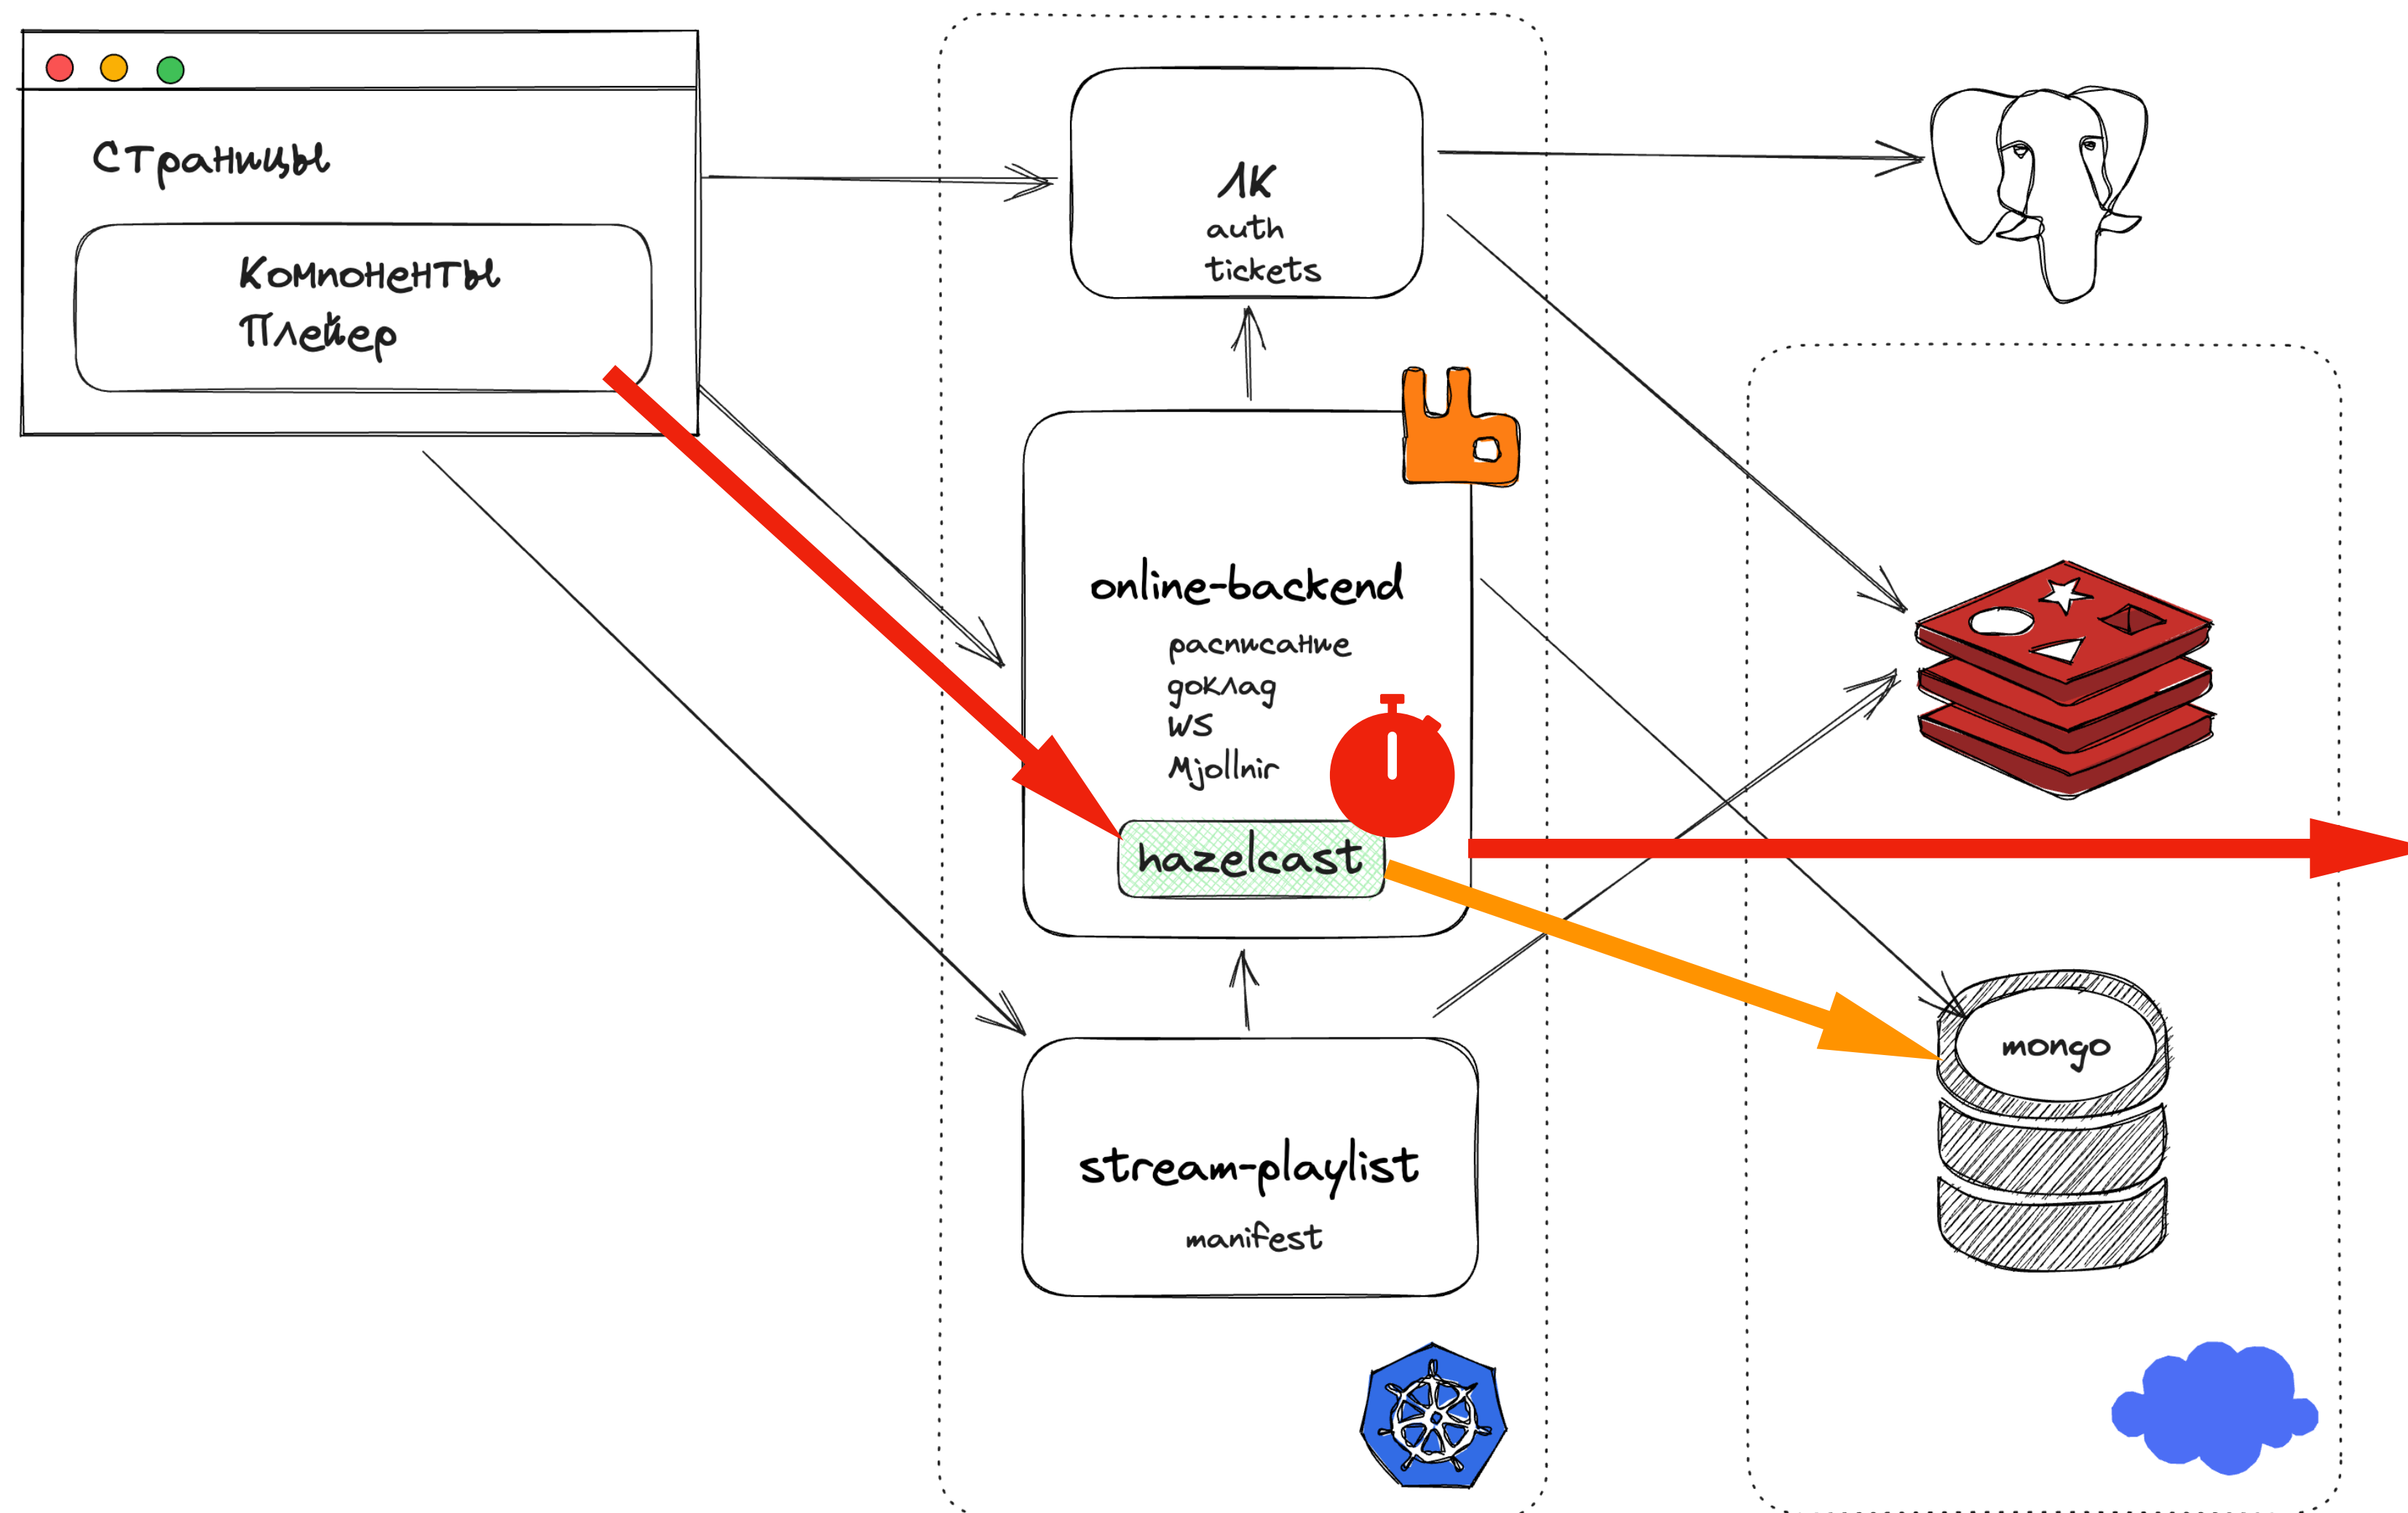 Страницы
Компоненты
Плейер
ЛК
auth
tickets
online-backend
расписание
доклад
WS
Mjollnir
hazelcast
stream-playlist
manifest
mongo